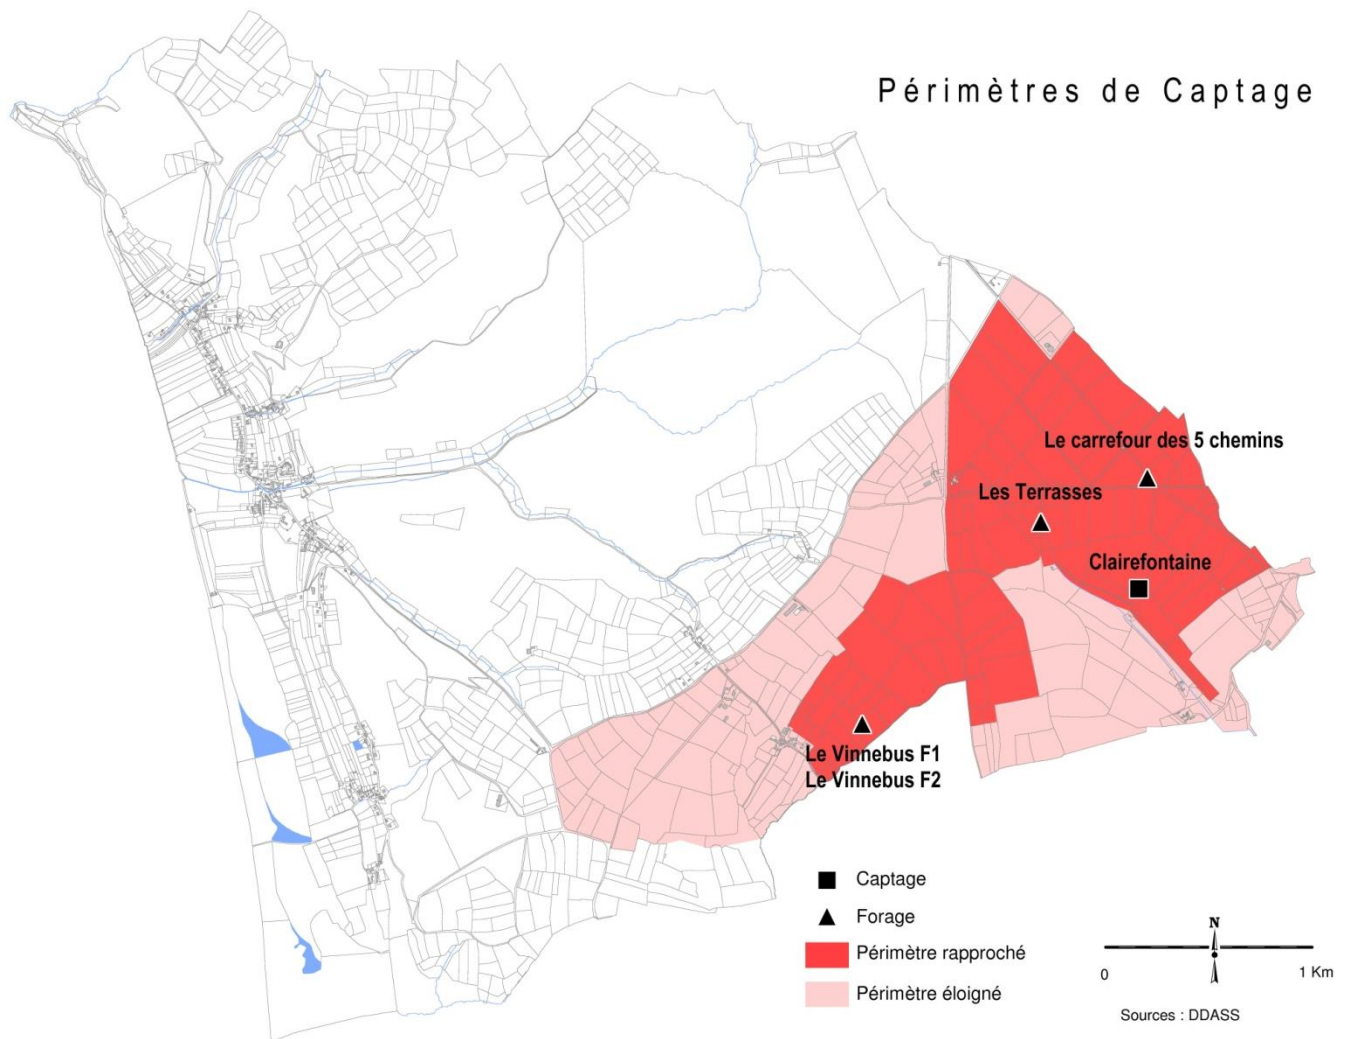 Périmètres de Captage
Le carrefour des 5 chemins
Les Terrasses
Clairefontaine
Le Vinnebus F1
Le Vinnebus F2
Captage
Forage
Périmètre rapproché
Périmètre éloigné
N
0
1 Km
Sources : DDASS